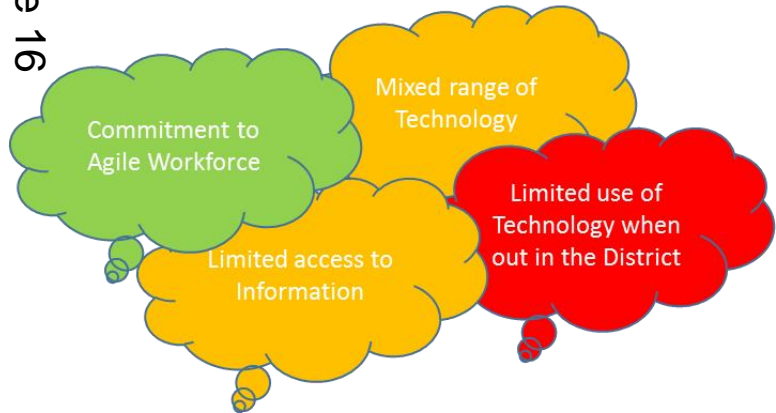 e 16
Commitment to
Agile Workforce
Mixed range of
Technology
Limited use of
Technology when
out in the District
Limited access to
Information